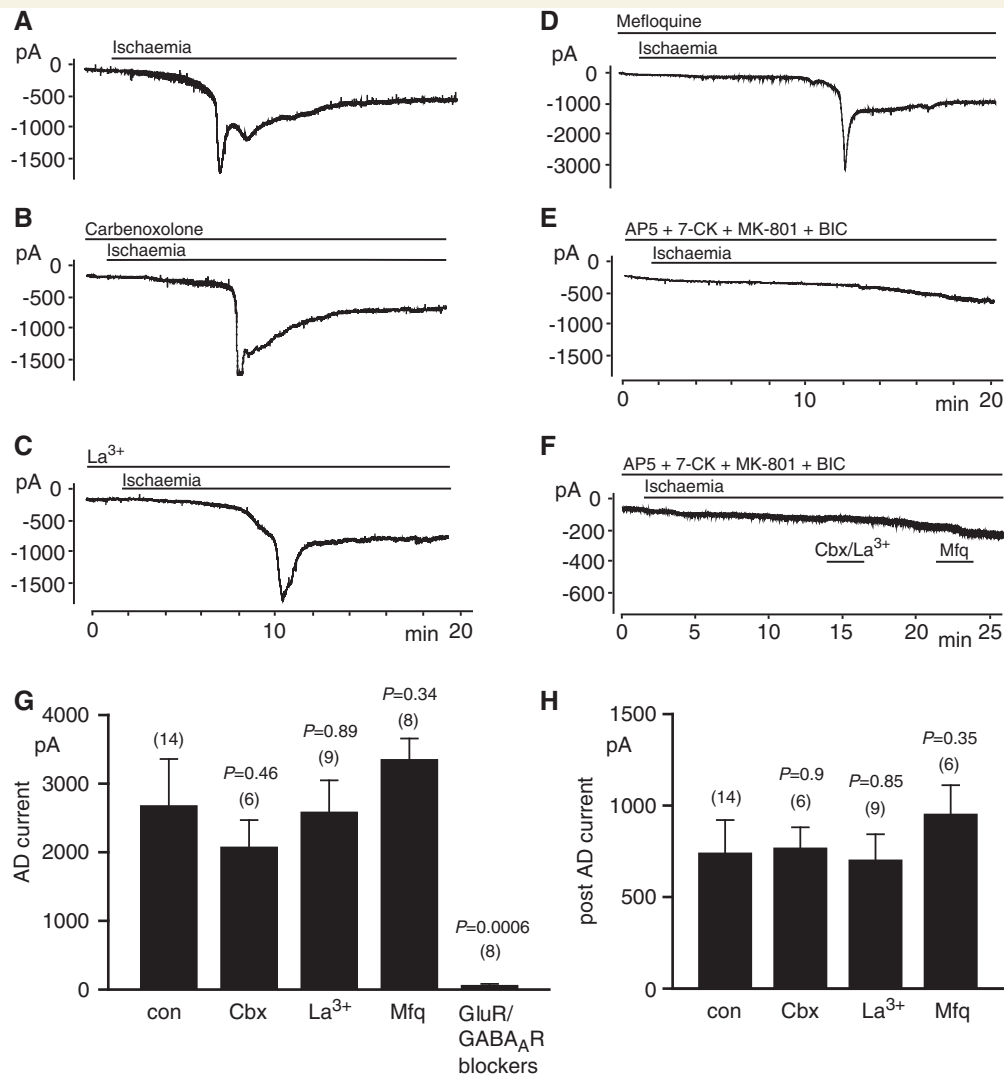 A
pA
Ischaemia
0
-500
-1000
-1500
B
Carbenoxolone
pA
Ischaemia
0
-500
-1000
-1500
C
La³⁺
pA
Ischaemia
0
-500
-1000
-1500
0 10 min 20
D
Mefloquine
pA
Ischaemia
0
-1000
-2000
-3000
E
AP5 + 7-CK + MK-801 + BIC
pA
Ischaemia
0
-500
-1000
-1500
0 10 min 20
F
AP5 + 7-CK + MK-801 + BIC
pA
Ischaemia
0
-200
-400
-600
Cbx/La³⁺
Mfq
0 5 10 15 20 min 25
G
4000
pA
3000
2000
1000
0
AD current
(14)
P=0.46
(6)
P=0.89
(9)
P=0.34
(8)
P=0.0006
(8)
con Cbx La³⁺ Mfq GluR/
GABA_AR
blockers
H
1500
pA
1000
500
0
post AD current
(14)
P=0.9
(6)
P=0.85
(9)
P=0.35
(6)
con Cbx La³⁺ Mfq